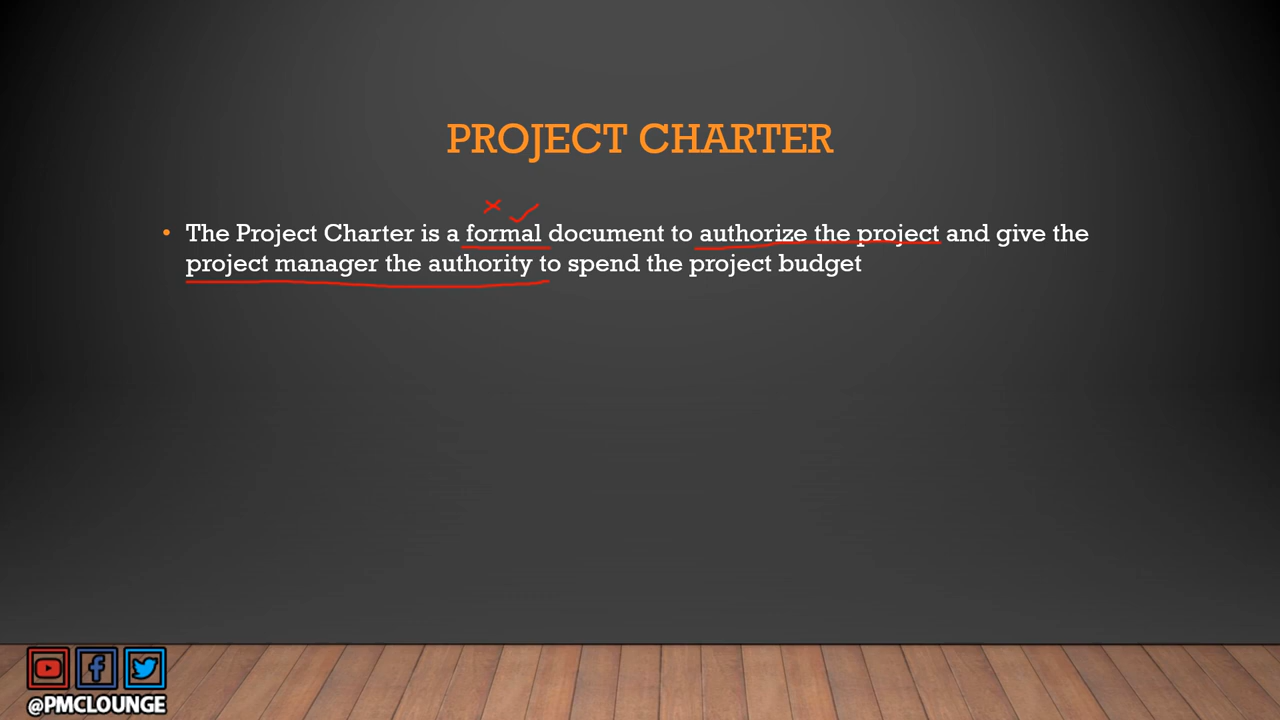 PROJECT CHARTER
• The Project Charter is a formal document to authorize the project and give the
project manager the authority to spend the project budget
@PMCLOUNGE